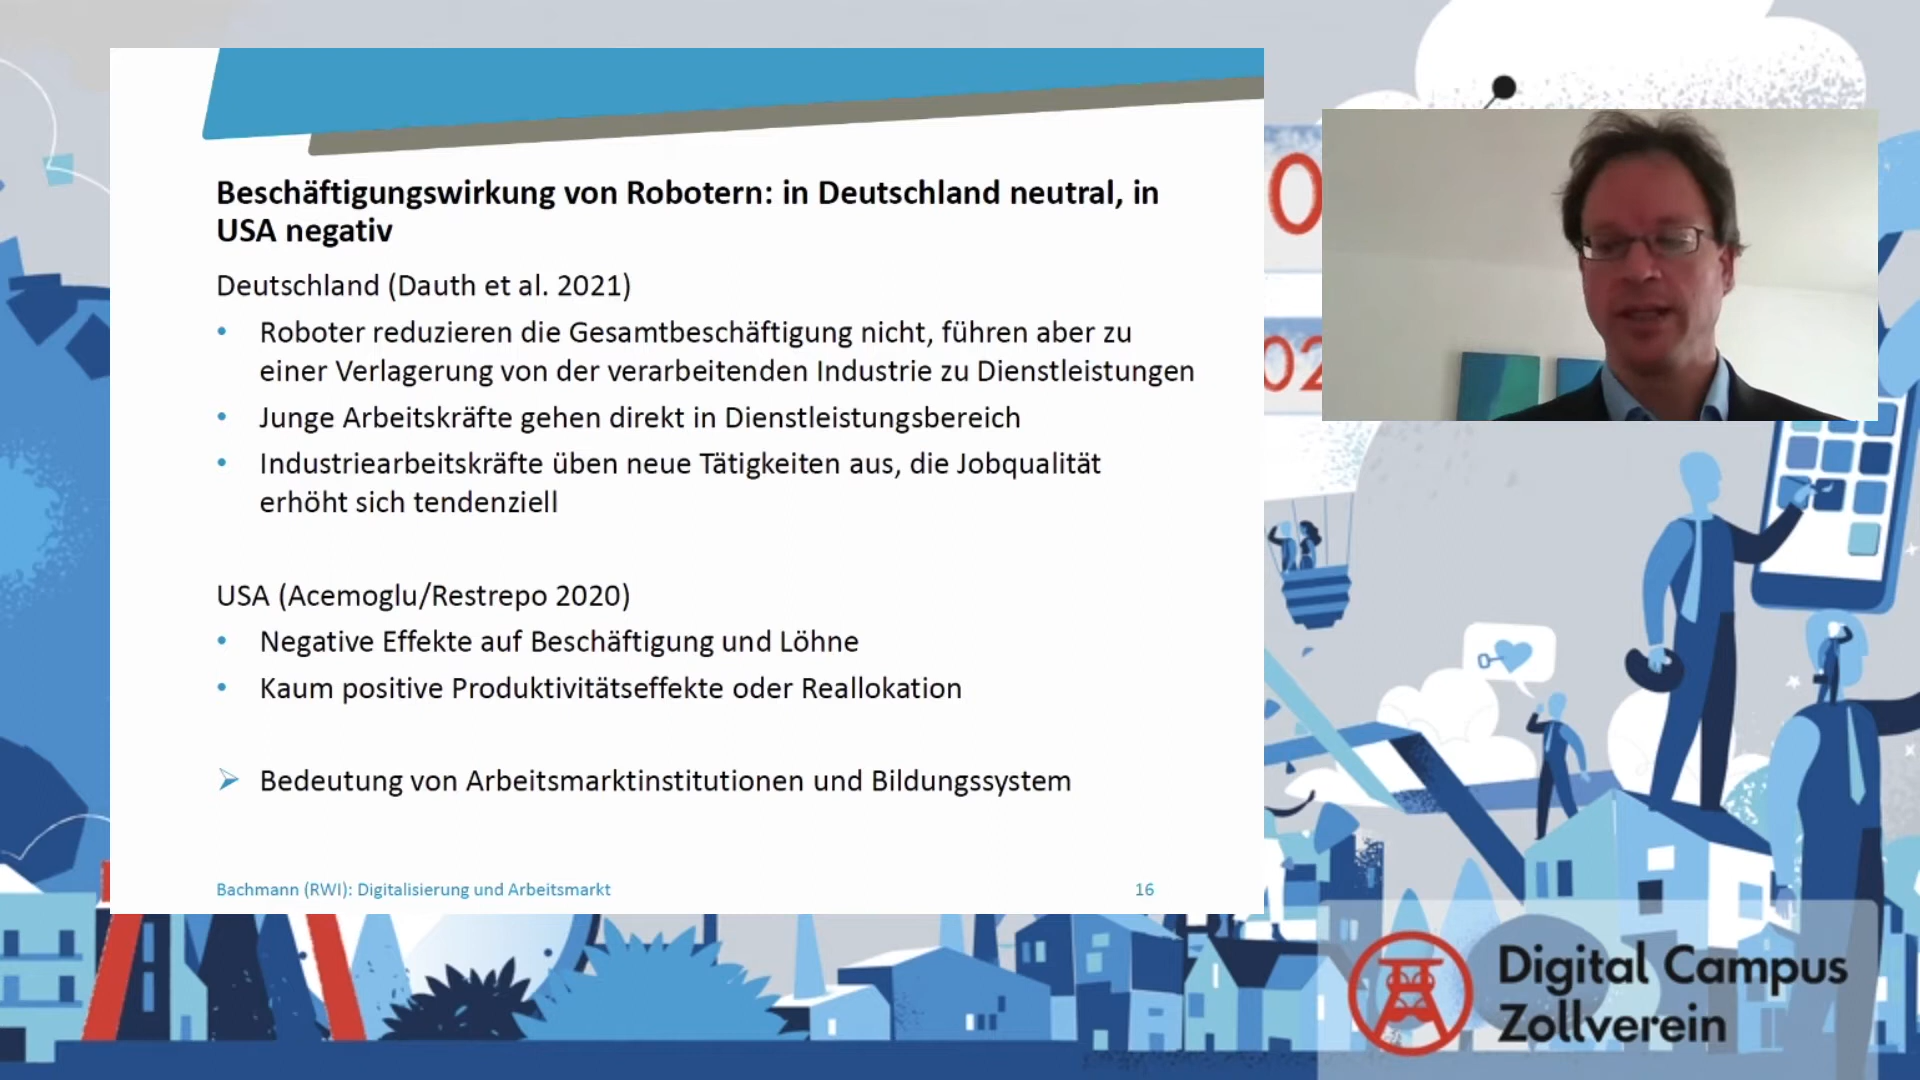 Beschäftigungswirkung von Robotern: in Deutschland neutral, in
USA negativ
Deutschland (Dauth et al. 2021)
• Roboter reduzieren die Gesamtbeschäftigung nicht, führen aber zu
einer Verlagerung von der verarbeitenden Industrie zu Dienstleistungen
• Junge Arbeitskräfte gehen direkt in Dienstleistungsbereich
• Industriearbeitskräfte üben neue Tätigkeiten aus, die Jobqualität
erhöht sich tendenziell
USA (Acemoglu/Restrepo 2020)
• Negative Effekte auf Beschäftigung und Löhne
• Kaum positive Produktivitätseffekte oder Reallokation
➢ Bedeutung von Arbeitsmarktinstitutionen und Bildungssystem
Bachmann (RWI): Digitalisierung und Arbeitsmarkt 16
Digital Campus
Zollverein